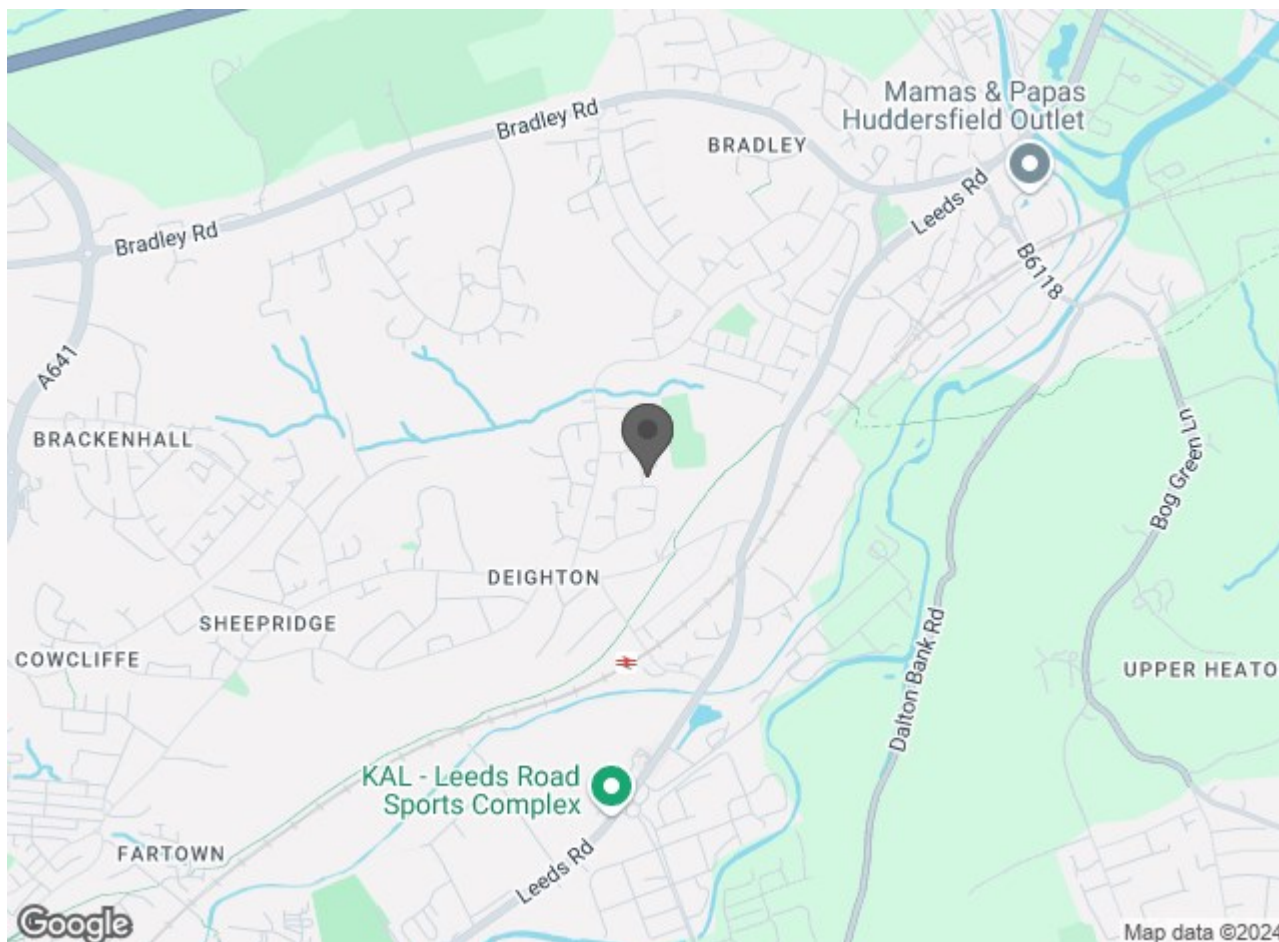 Mamas & Papas
Huddersfield Outlet
Bradley Rd
BRADLEY
Leeds Rd
Bradley Rd
B6118
A641
BRACKENHALL
Bog Green Ln
DEIGHTON
SHEEPRIDGE
COWCLIFFE
Dalton Bank Rd
UPPER HEATO
KAL - Leeds Road
Sports Complex
FARTOWN
Leeds Rd
Google
Map data ©2024